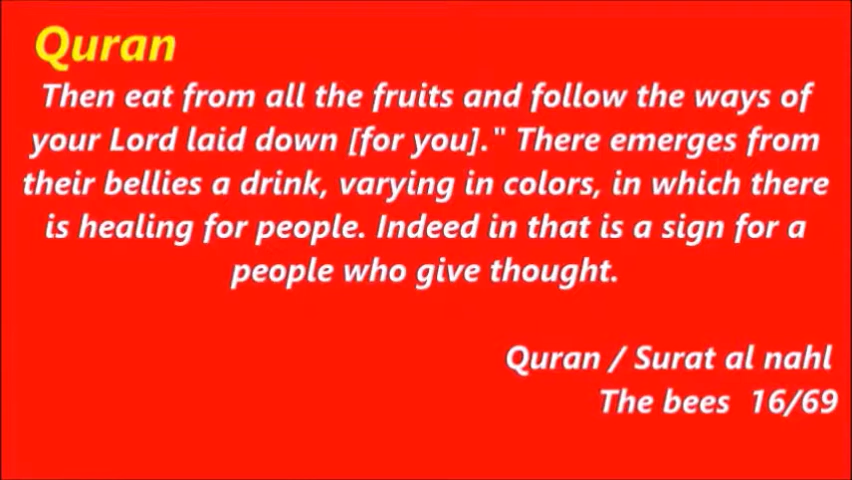 Quran
Then eat from all the fruits and follow the ways of
your Lord laid down [for you]." There emerges from
their bellies a drink, varying in colors, in which there
is healing for people. Indeed in that is a sign for a
people who give thought.
Quran / Surat al nahl
The bees 16/69